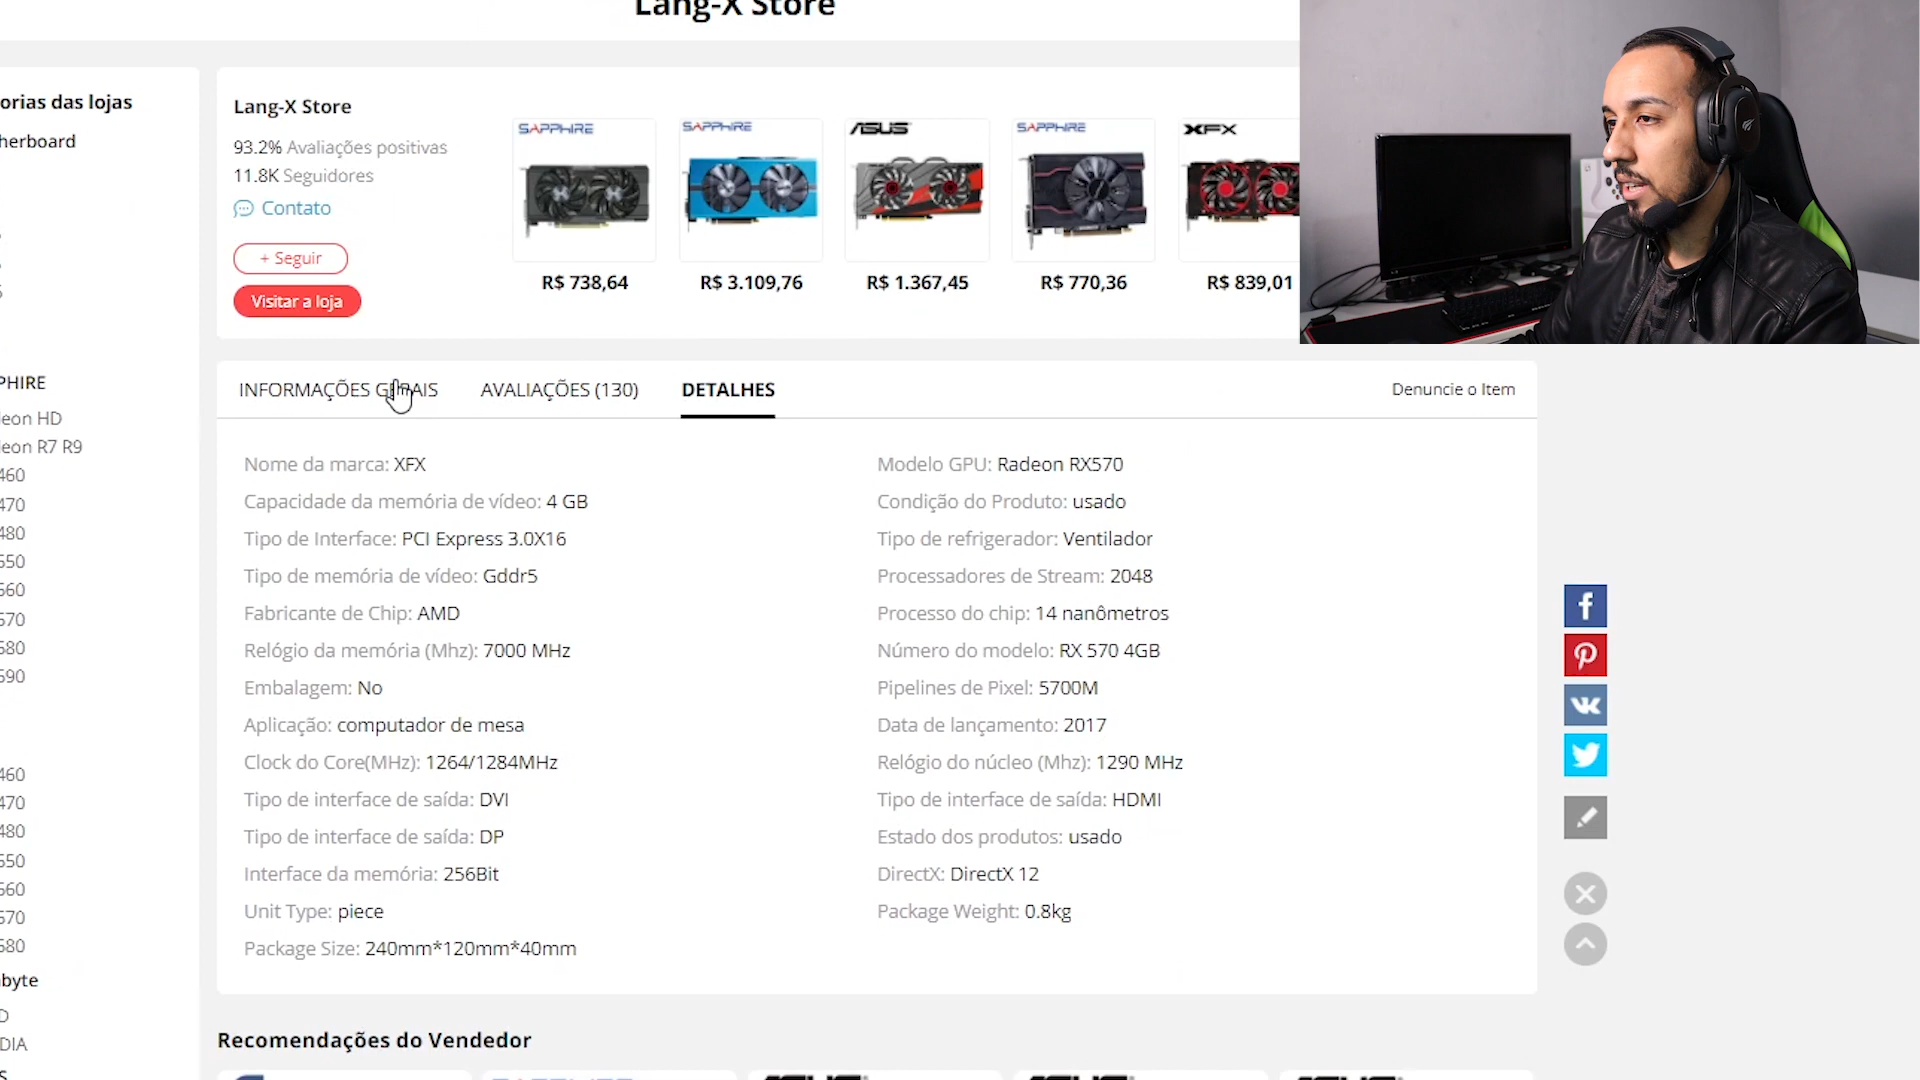 Lang-X Store
orias das lojas
herboard
PHIRE
eon HD
eon R7 R9
460
470
480
550
560
570
580
590
460
470
480
550
560
570
580
byte
D
DIA
Lang-X Store
93.2% Avaliações positivas
11.8K Seguidores
Contato
+ Seguir
Visitar a loja
SAPPHIRE
SAPPHIRE
ASUS
SAPPHIRE
XFX
R$ 738,64
R$ 3.109,76
R$ 1.367,45
R$ 770,36
R$ 839,01
INFORMAÇÕES GERAIS
AVALIAÇÕES (130)
DETALHES
Denuncie o Item
Nome da marca: XFX
Modelo GPU: Radeon RX570
Capacidade da memória de vídeo: 4 GB
Condição do Produto: usado
Tipo de Interface: PCI Express 3.0X16
Tipo de refrigerador: Ventilador
Tipo de memória de vídeo: Gddr5
Processadores de Stream: 2048
Fabricante de Chip: AMD
Processo do chip: 14 nanômetros
Relógio da memória (Mhz): 7000 MHz
Número do modelo: RX 570 4GB
Embalagem: No
Pipelines de Pixel: 5700M
Aplicação: computador de mesa
Data de lançamento: 2017
Clock do Core(MHz): 1264/1284MHz
Relógio do núcleo (Mhz): 1290 MHz
Tipo de interface de saída: DVI
Tipo de interface de saída: HDMI
Tipo de interface de saída: DP
Estado dos produtos: usado
Interface da memória: 256Bit
DirectX: DirectX 12
Unit Type: piece
Package Weight: 0.8kg
Package Size: 240mm*120mm*40mm
Recomendações do Vendedor